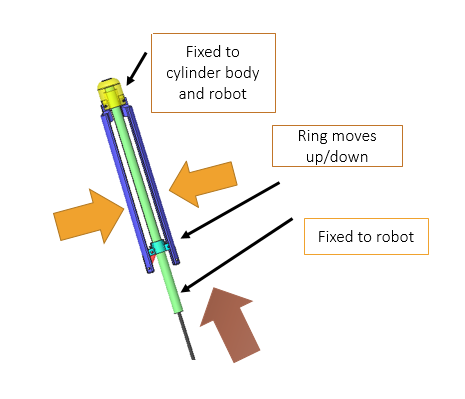 Fixed to
cylinder body
and robot
Ring moves
up/down
Fixed to robot